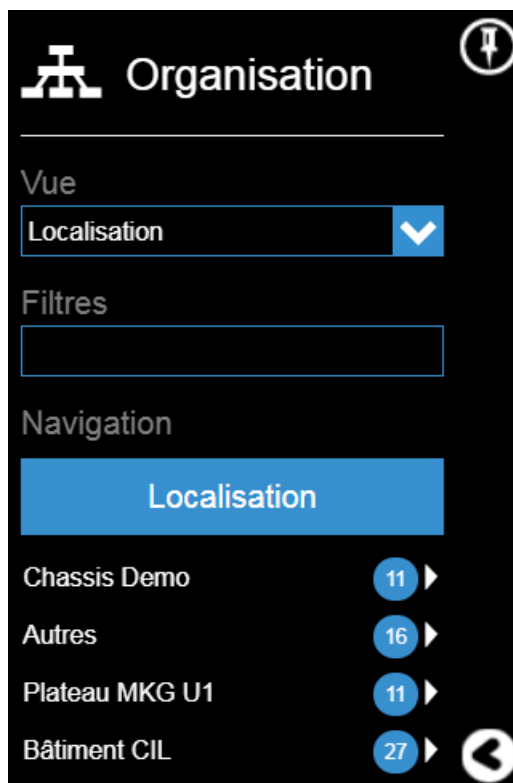 Organisation
Vue
Localisation
Filtres
Navigation
Localisation
Chassis Demo 11
Autres 16
Plateau MKG U1 11
Bâtiment CIL 27